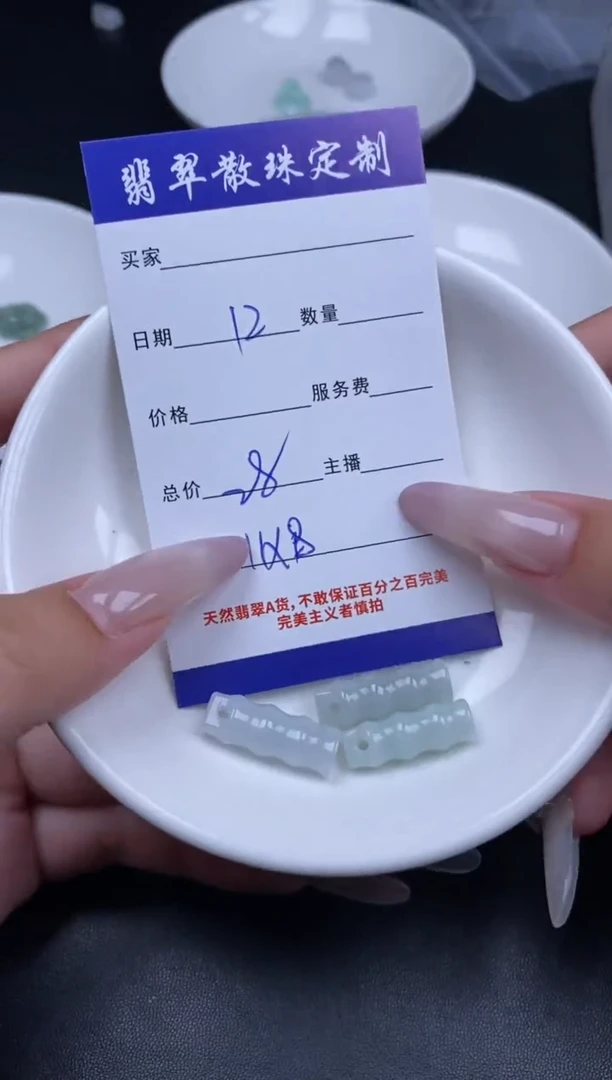 翡翠散珠定制
买家
日期 12 数量
价格 服务费
总价 28 主播
天然翡翠A货，不敢保证百分之百完美
完美主义者慎拍